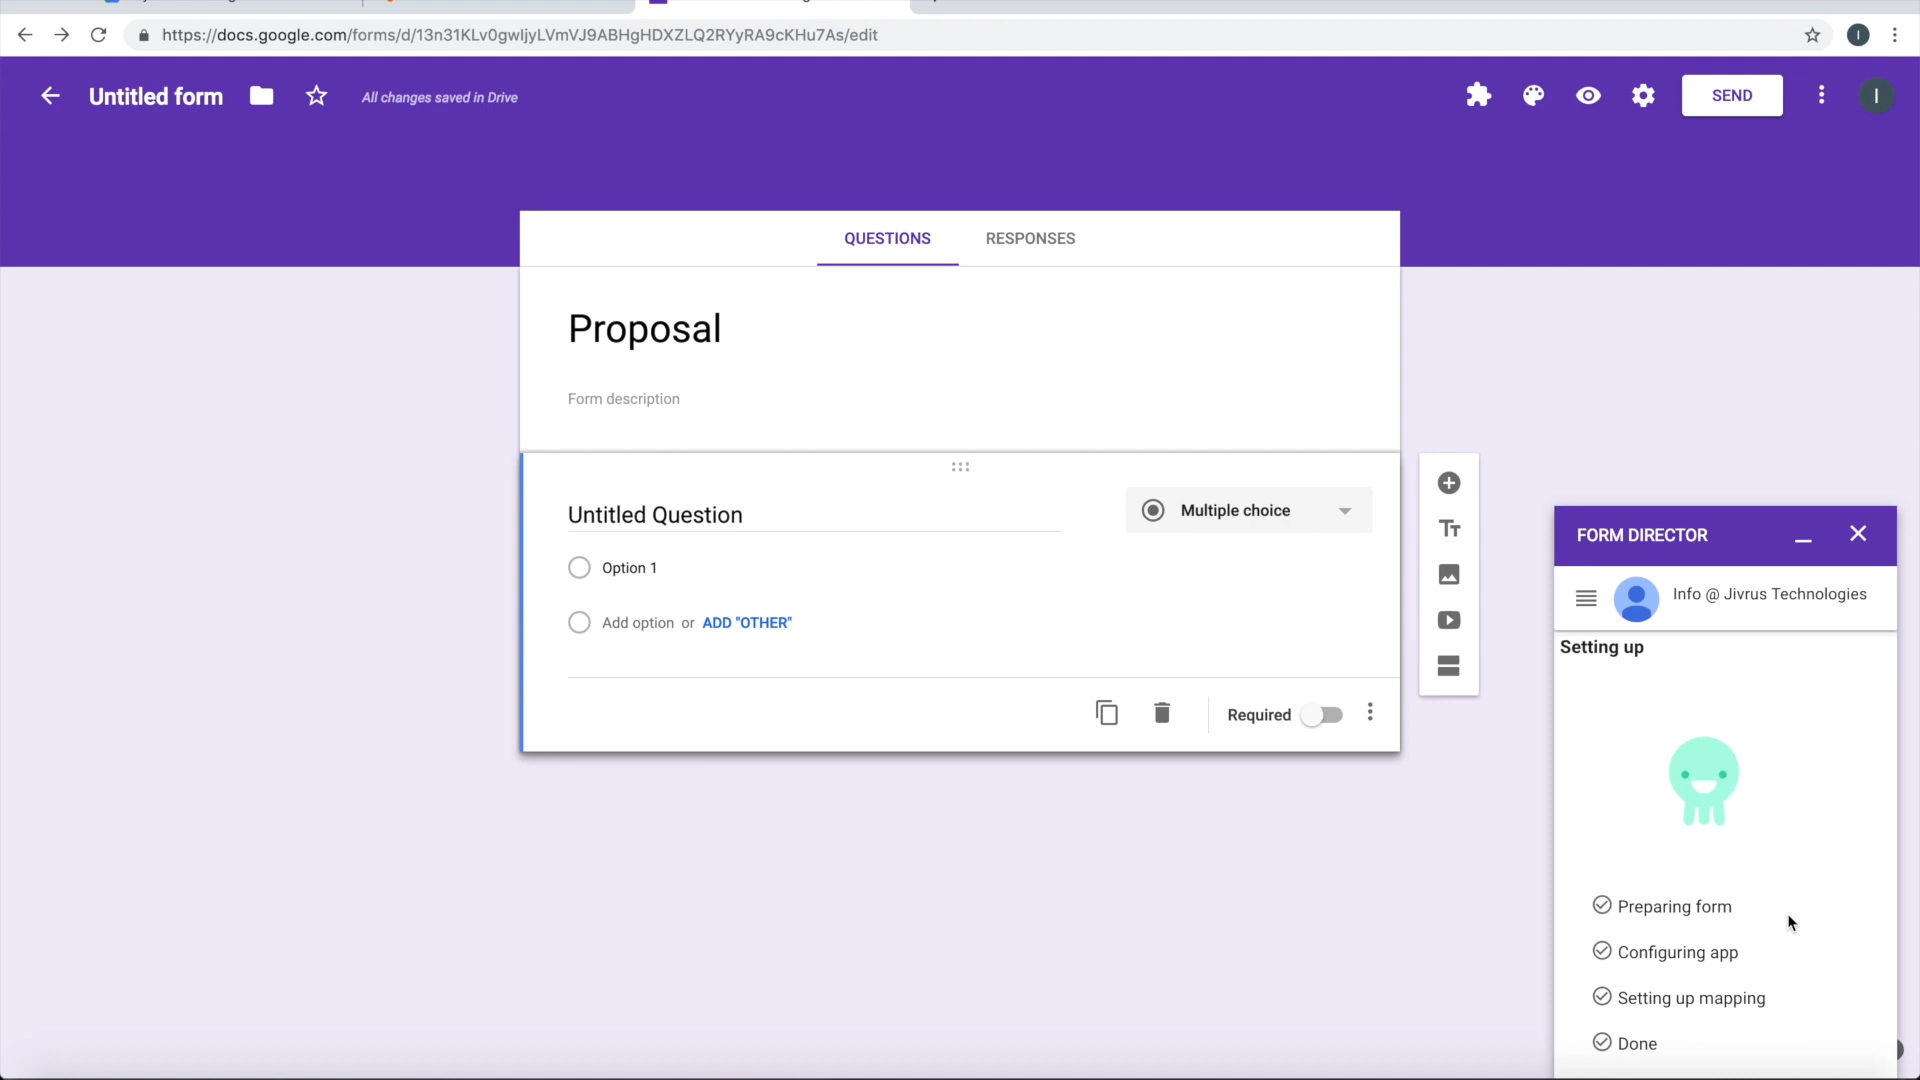 https://docs.google.com/forms/d/13n31KLv0gwIjyLVmVJ9ABHgHDXZLQ2RYyRA9cKHu7As/edit
I
Untitled form
All changes saved in Drive
SEND
I
QUESTIONS
RESPONSES
Proposal
Form description
Untitled Question
Multiple choice
Option 1
Add option or ADD "OTHER"
Required
Tт
FORM DIRECTOR
Info @ Jivrus Technologies
Setting up
Preparing form
Configuring app
Setting up mapping
Done